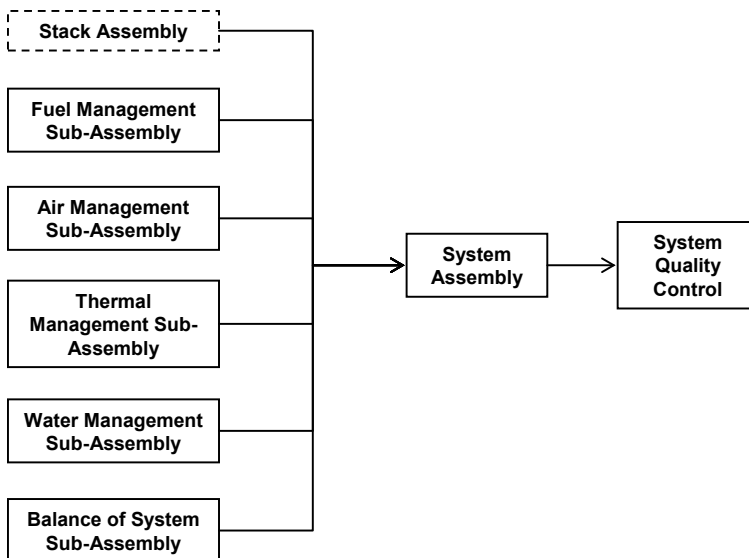 Stack Assembly
Fuel Management
Sub-Assembly
Air Management
Sub-Assembly
Thermal
Management Sub-
Assembly
Water Management
Sub-Assembly
Balance of System
Sub-Assembly
System
Assembly
System
Quality
Control